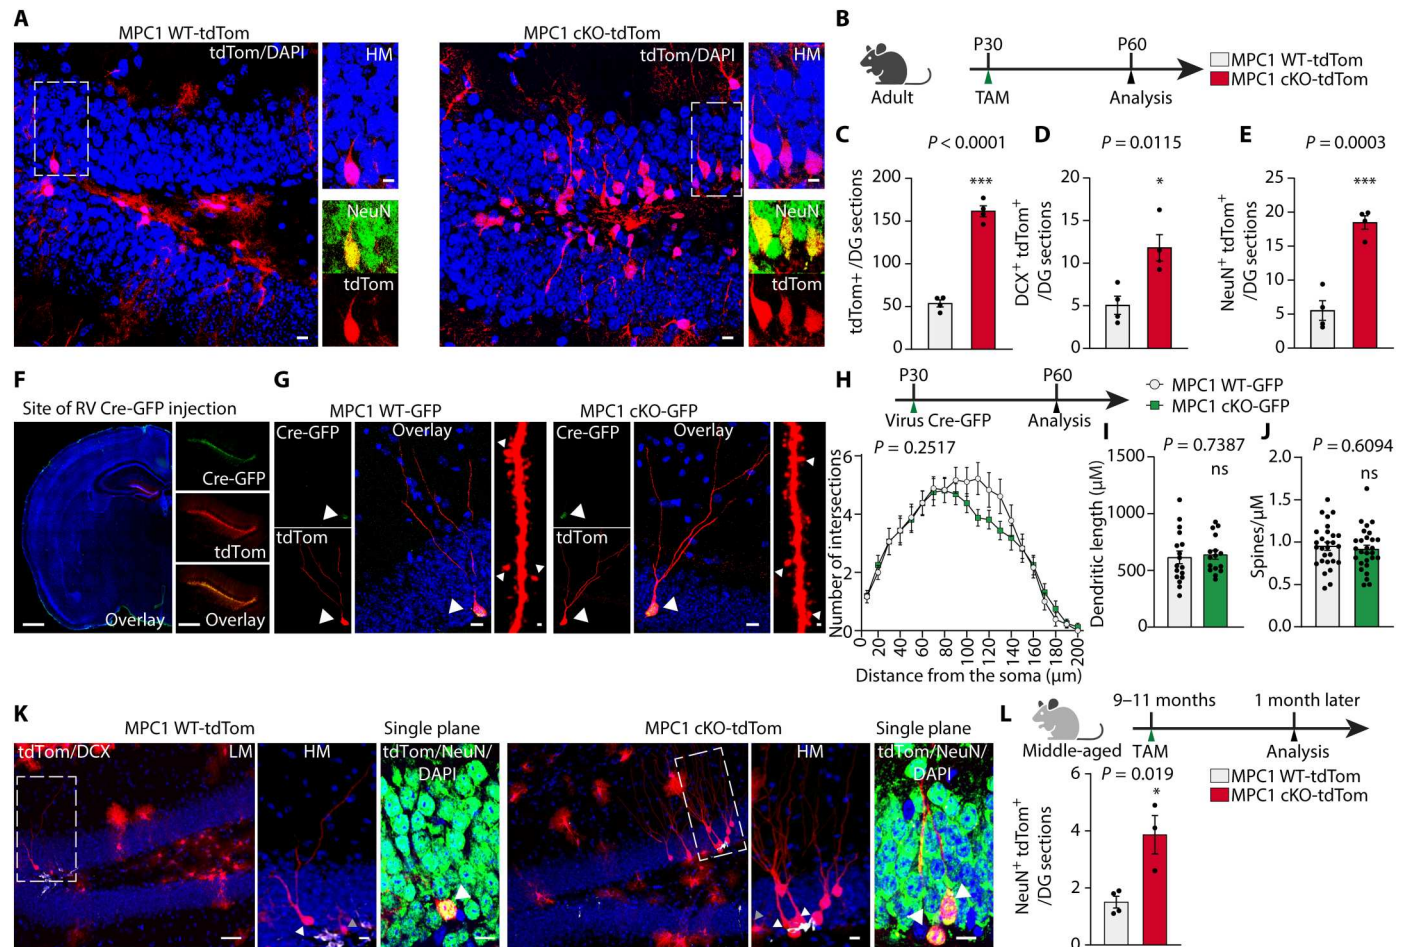 A
MPC1 WT-tdTom
tdTom/DAPI
HM
NeuN
tdTom
MPC1 cKO-tdTom
tdTom/DAPI
HM
NeuN
tdTom
B
Adult
P30
P60
TAM
Analysis
MPC1 WT-tdTom
MPC1 cKO-tdTom
C
P < 0.0001
***
200
150
100
50
0
tdTom+ /DG sections
D
P = 0.0115
*
20
15
10
5
0
DCX+ tdTom+
/DG sections
E
P = 0.0003
***
25
20
15
10
5
0
NeuN+ tdTom+
/DG sections
F
Site of RV Cre-GFP injection
Cre-GFP
tdTom
Overlay
Overlay
G
MPC1 WT-GFP
Cre-GFP
Overlay
tdTom
MPC1 cKO-GFP
Cre-GFP
Overlay
tdTom
H
P30
P60
Virus Cre-GFP
Analysis
MPC1 WT-GFP
MPC1 cKO-GFP
P = 0.2517
6
4
2
0
Number of intersections
0 20 40 60 80 100 120 140 160 180 200
Distance from the soma (μm)
I
P = 0.7387
ns
1500
1000
500
0
Dendritic length (μM)
J
P = 0.6094
ns
2.0
1.5
1.0
0.5
0.0
Spines/μM
K
MPC1 WT-tdTom
tdTom/DCX
LM
HM
Single plane
tdTom/NeuN/
DAPI
MPC1 cKO-tdTom
HM
Single plane
tdTom/NeuN/
DAPI
L
9–11 months
1 month later
Middle-aged
TAM
Analysis
MPC1 WT-tdTom
MPC1 cKO-tdTom
P = 0.019
*
6
4
2
0
NeuN+ tdTom+
/DG sections